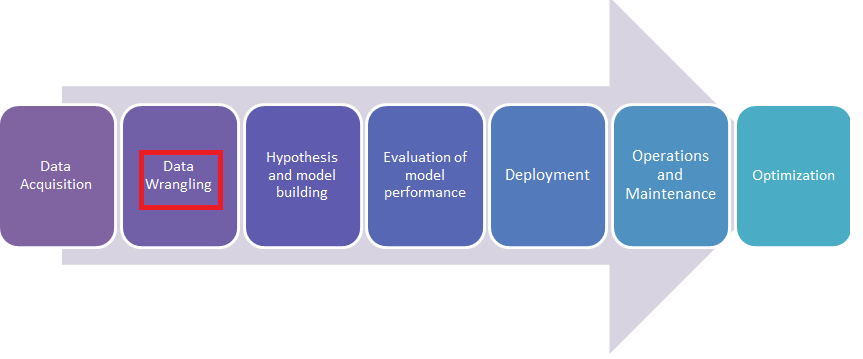 Data
Acquisition
Data
Wrangling
Hypothesis
and model
building
Evaluation of
model
performance
Deployment
Operations
and
Maintenance
Optimization